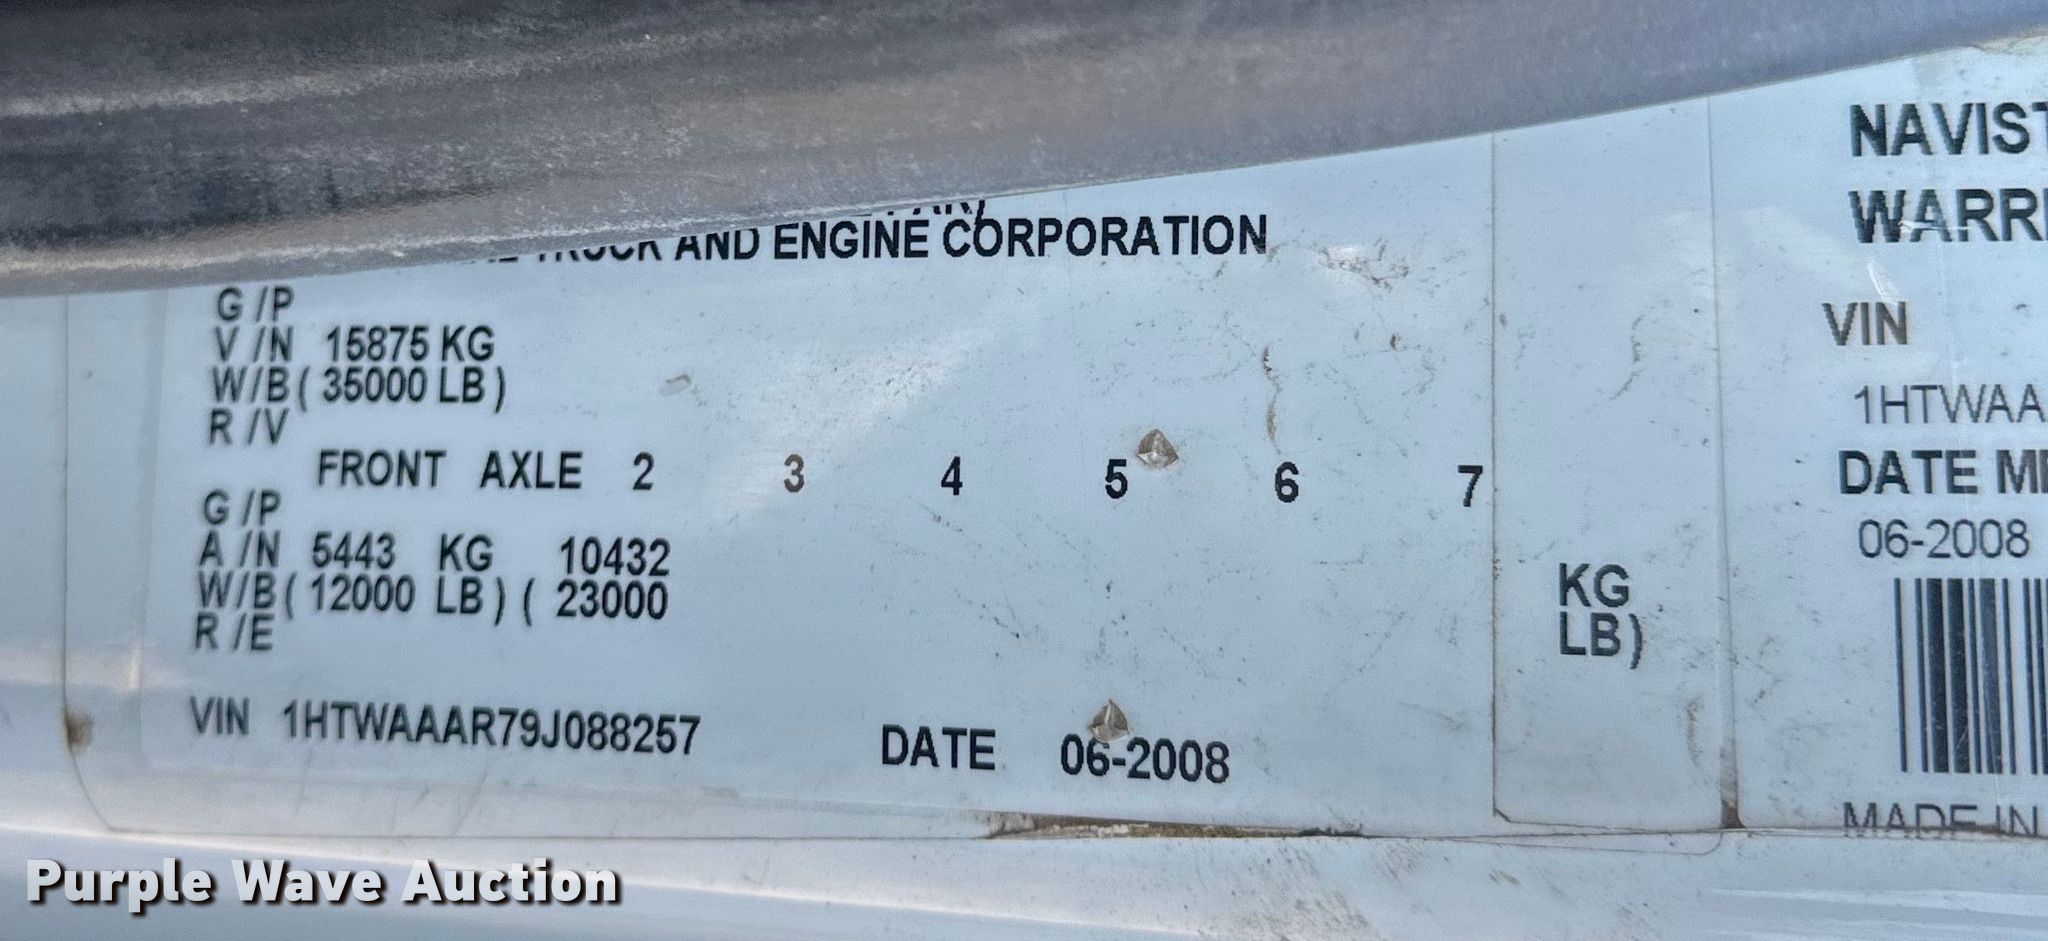 TRUCK AND ENGINE CORPORATION
G /P
V /N 15875 KG
W/B ( 35000 LB )
R /V
FRONT AXLE 2 3 4 5 6 7
G /P
A /N 5443 KG 10432 KG
W/B ( 12000 LB ) ( 23000 LB )
R /E
VIN 1HTWAAAR79J088257 DATE 06-2008
NAVIST
WARR
VIN
1HTWAA
DATE M
06-2008
MADE IN
Purple Wave Auction